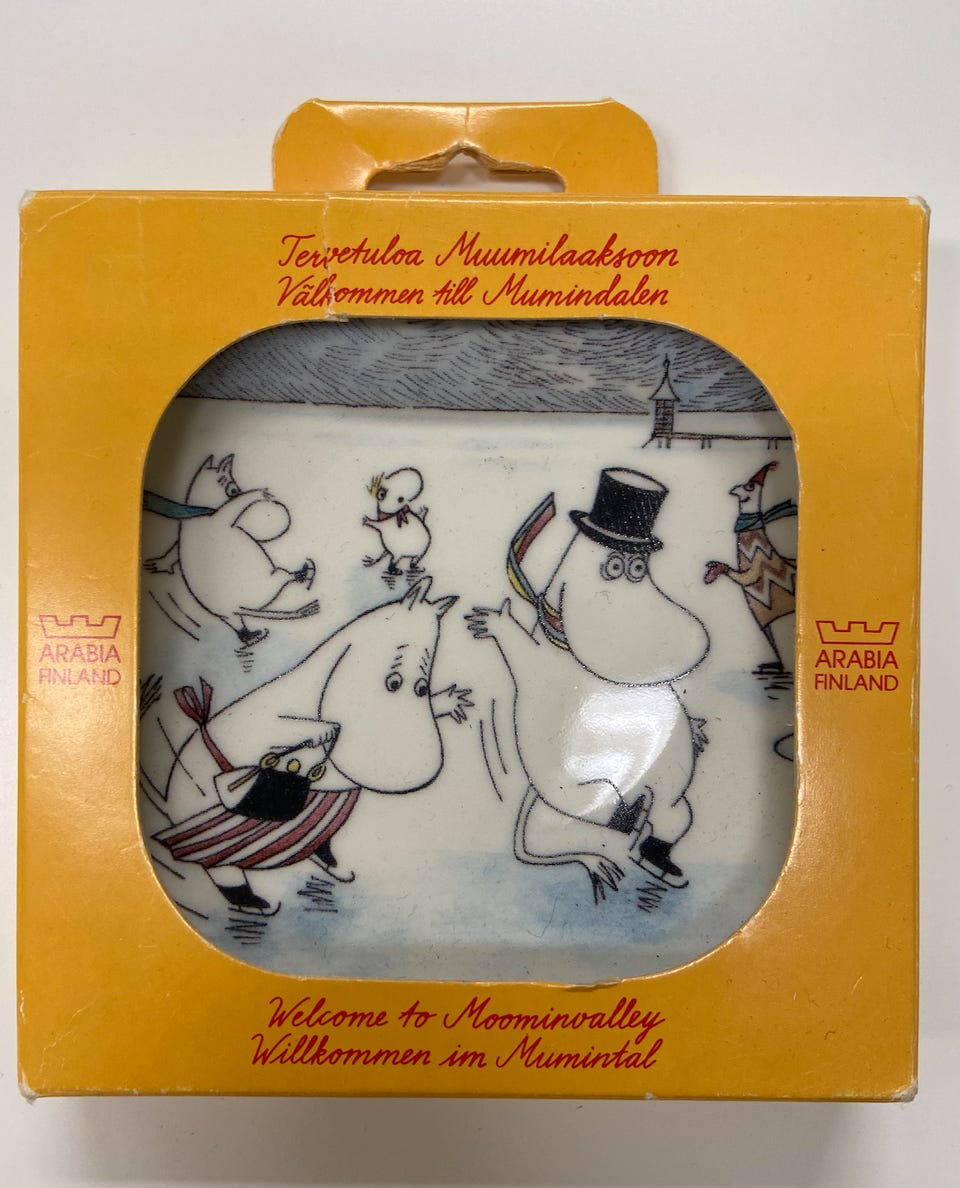 Tervetuloa Muumilaaksoon
Välkommen till Mumindalen
ARABIA
FINLAND
ARABIA
FINLAND
Welcome to Moominvalley
Willkommen im Mumintal